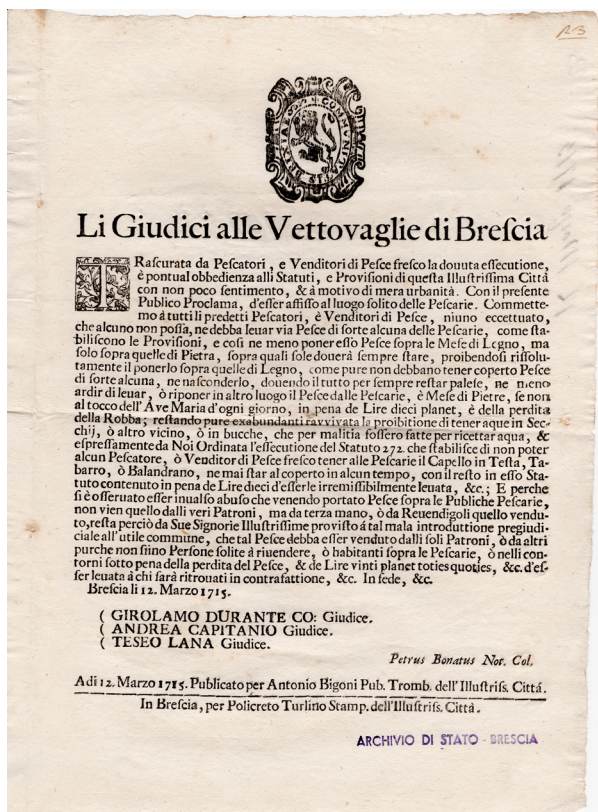 123
COMMVNITATIS BRIXIAE
Li Giudici alle Vettovaglie di Breſcia
TRaſcurata da Peſcatori, e Venditori di Peſce freſco la douuta eſſecutione,
è pontual obbedienza alli Statuti, e Proviſioni di queſta Illuſtriſſima Città
con non poco ſentimento, & à motivo di mera urbanità. Con il preſente
Publico Proclama, d'eſſer affiſſo al luogo ſolito delle Peſcarie. Commette-
mo à tutti li predetti Peſcatori, è Venditori di Peſce, niuno eccettuato,
che alcuno non poſſa, ne debba leuar via Peſce di ſorte alcuna delle Peſcarie, come ſta-
biliſcono le Proviſioni, e coſi ne meno poner eſſo Peſce ſopra le Meſe di Legno, ma
ſolo ſopra quelle di Pietra, ſopra quali ſole douerà ſempre ſtare, proibendoſi riſſolu-
tamente il ponerlo ſopra quelle di Legno, come pure non debbano tener coperto Peſce
di ſorte alcuna, ne naſconderlo, douendo il tutto per ſempre reſtar paleſe, ne meno
ardir di leuar, ò riponer in altro luogo il Peſce dalle Peſcarie, è Meſe di Pietre, ſe non
al tocco dell'Ave Maria d'ogni giorno, in pena de Lire dieci planet, è della perdita
della Robba; reſtando pure exabundanti ravvivata la proibitione di tener aque in Sec-
chij, ò altro vicino, ò in bucche, che per malitia foſſero fatte per ricettar aqua, &
eſpreſſamente da Noi Ordinata l'eſſecutione del Statuto 272. che ſtabiliſce di non poter
alcun Peſcatore, ò Venditor di Peſce freſco tener alle Peſcarie il Capello in Teſta, Ta-
barro, ò Balandrano, ne mai ſtar al coperto in alcun tempo, con il reſto in eſſo Sta-
tuto contenuto in pena de Lire dieci d'eſſerle irremiſſibilmente leuata, &c.; E perche
ſi è oſſeruato eſſer inualſo abuſo che venendo portato Peſce ſopra le Publiche Peſcarie,
non vien quello dalli veri Patroni, ma da terza mano, ò da Reuendigoli quello vendu-
to, reſta perciò da Sue Signorie Illuſtriſſime proviſto á tal mala introduttione pregiudi-
ciale all'utile commune, che tal Peſce debba eſſer venduto dalli ſoli Patroni, ò da altri
purche non ſiino Perſone ſolite à riuendere, ò habitanti ſopra le Peſcarie, ò nelli con-
torni ſotto pena della perdita del Peſce, & de Lire vinti planet toties quoties, &c. d'eſ-
ſer leuata à chi ſarà ritrouati in contrafattione, &c. In fede, &c.
Breſcia li 12. Marzo 1715.
( GIROLAMO DURANTE CO: Giudice.
( ANDREA CAPITANIO Giudice.
( TESEO LANA Giudice.
Petrus Bonatus Not. Col.
A di 12. Marzo 1715. Publicato per Antonio Bigoni Pub. Tromb. dell'Illuſtriſs. Cittá.
In Breſcia, per Policreto Turlino Stamp. dell'Illuſtriſs. Città.
ARCHIVIO DI STATO - BRESCIA